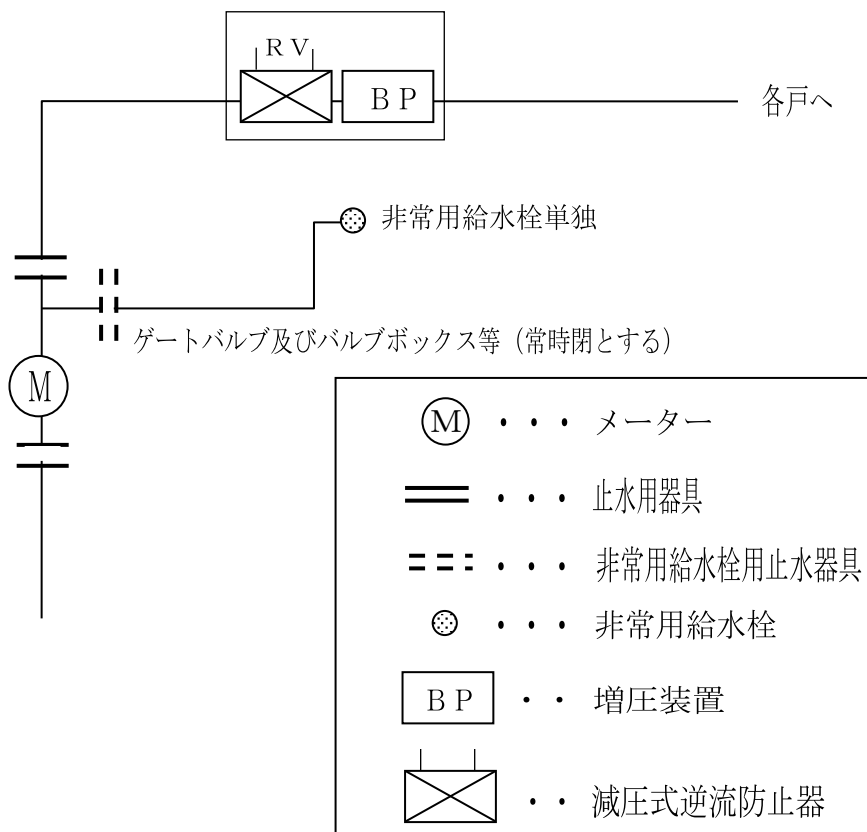 ＲＶ
ＢＰ
各戸へ
非常用給水栓単独
ゲートバルブ及びバルブボックス等（常時閉とする）
Ｍ
Ｍ ・・・ メーター
・・・ 止水用器具
・・・ 非常用給水栓用止水器具
・・・ 非常用給水栓
ＢＰ ・・ 増圧装置
・・ 減圧式逆流防止器